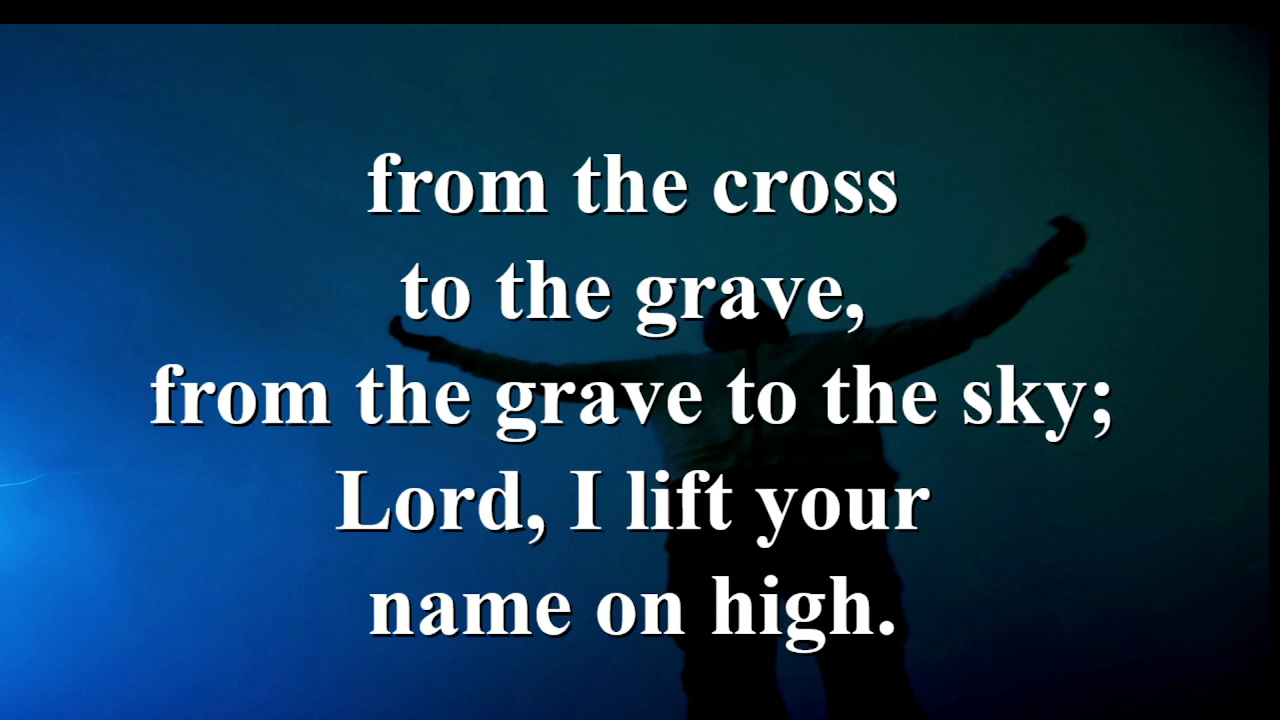 from the cross
to the grave,
from the grave to the sky;
Lord, I lift your
name on high.